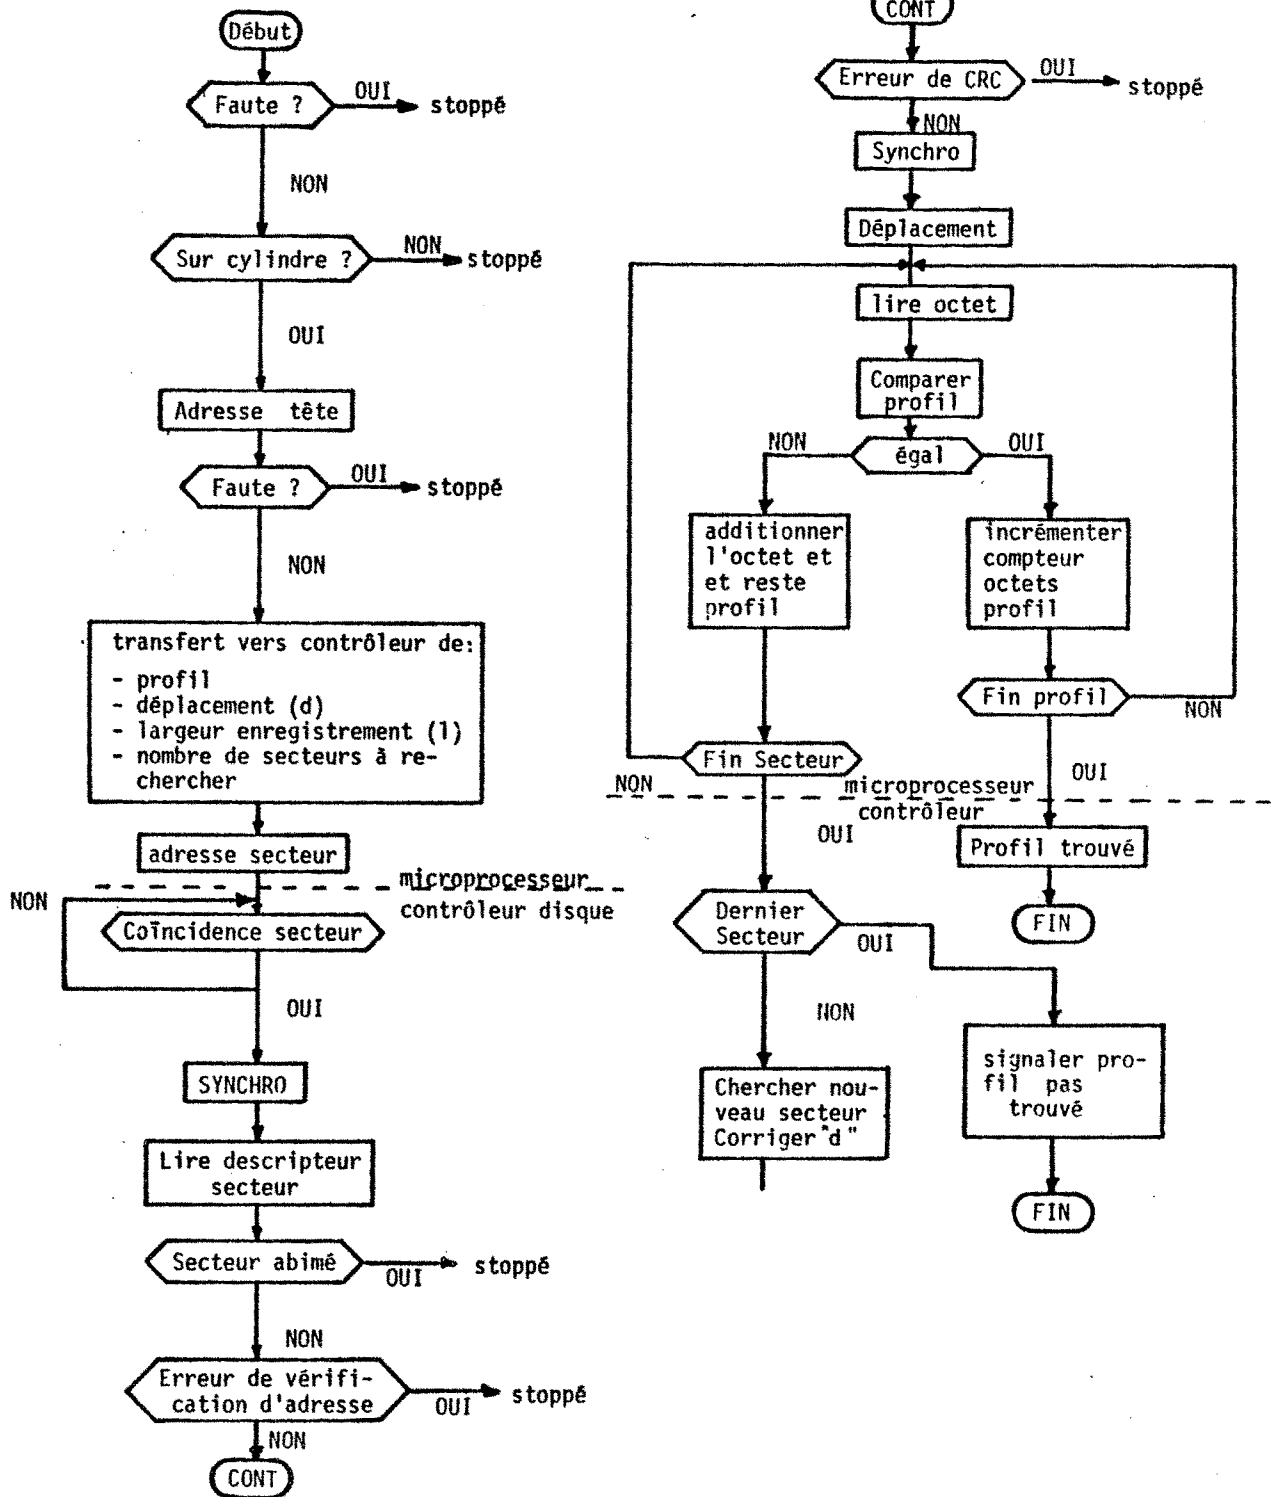 Début
Faute ?
OUI
stoppé
NON
Sur cylindre ?
NON
stoppé
OUI
Adresse tête
Faute ?
OUI
stoppé
NON
transfert vers contrôleur de:
- profil
- déplacement (d)
- largeur enregistrement (l)
- nombre de secteurs à re-
chercher
adresse secteur
microprocesseur
contrôleur disque
NON
Coïncidence secteur
OUI
SYNCHRO
Lire descripteur
secteur
Secteur abimé
OUI
stoppé
NON
Erreur de vérifi-
cation d'adresse
OUI
stoppé
NON
CONT
CONT
Erreur de CRC
OUI
stoppé
NON
Synchro
Déplacement
lire octet
Comparer
profil
égal
NON
OUI
additionner
l'octet et
et reste
profil
incrémenter
compteur
octets
profil
Fin profil
NON
Fin Secteur
NON
OUI
microprocesseur
contrôleur
OUI
Profil trouvé
FIN
Dernier
Secteur
OUI
NON
Chercher nou-
veau secteur
Corriger "d"
signaler pro-
fil pas
trouvé
FIN